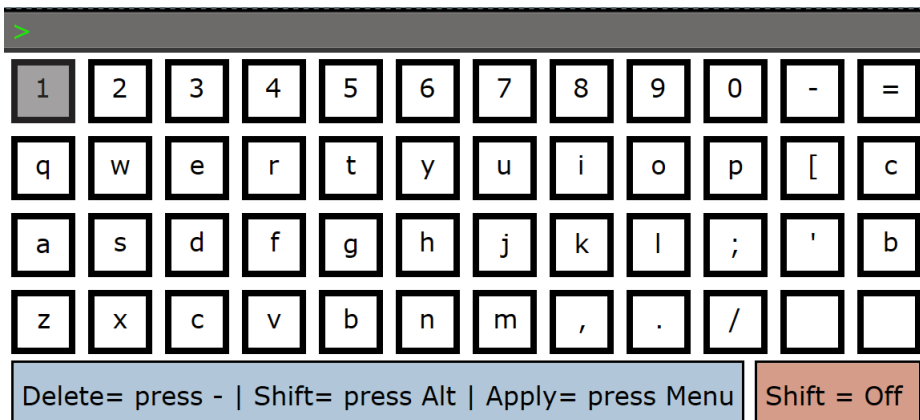 >
1 2 3 4 5 6 7 8 9 0 - =
q w e r t y u i o p [ c
a s d f g h j k l ; ' b
z x c v b n m , . /
Delete= press - | Shift= press Alt | Apply= press Menu Shift = Off